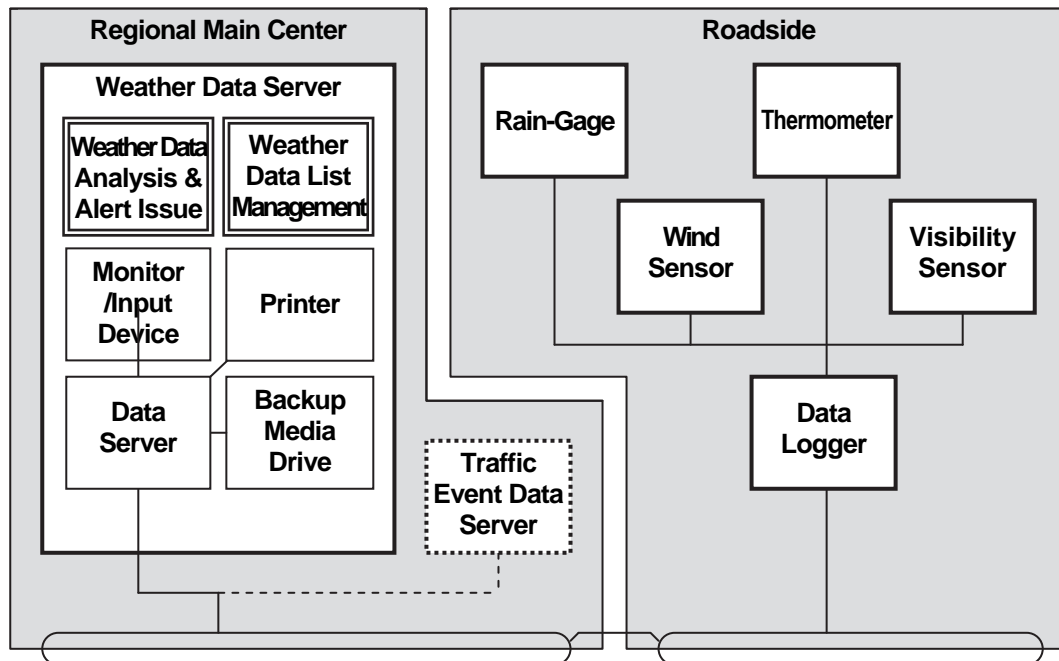 Regional Main Center
Weather Data Server
Weather Data
Analysis &
Alert Issue
Weather
Data List
Management
Monitor
/Input
Device
Printer
Data
Server
Backup
Media
Drive
Traffic
Event Data
Server
Roadside
Rain-Gage
Thermometer
Wind
Sensor
Visibility
Sensor
Data
Logger